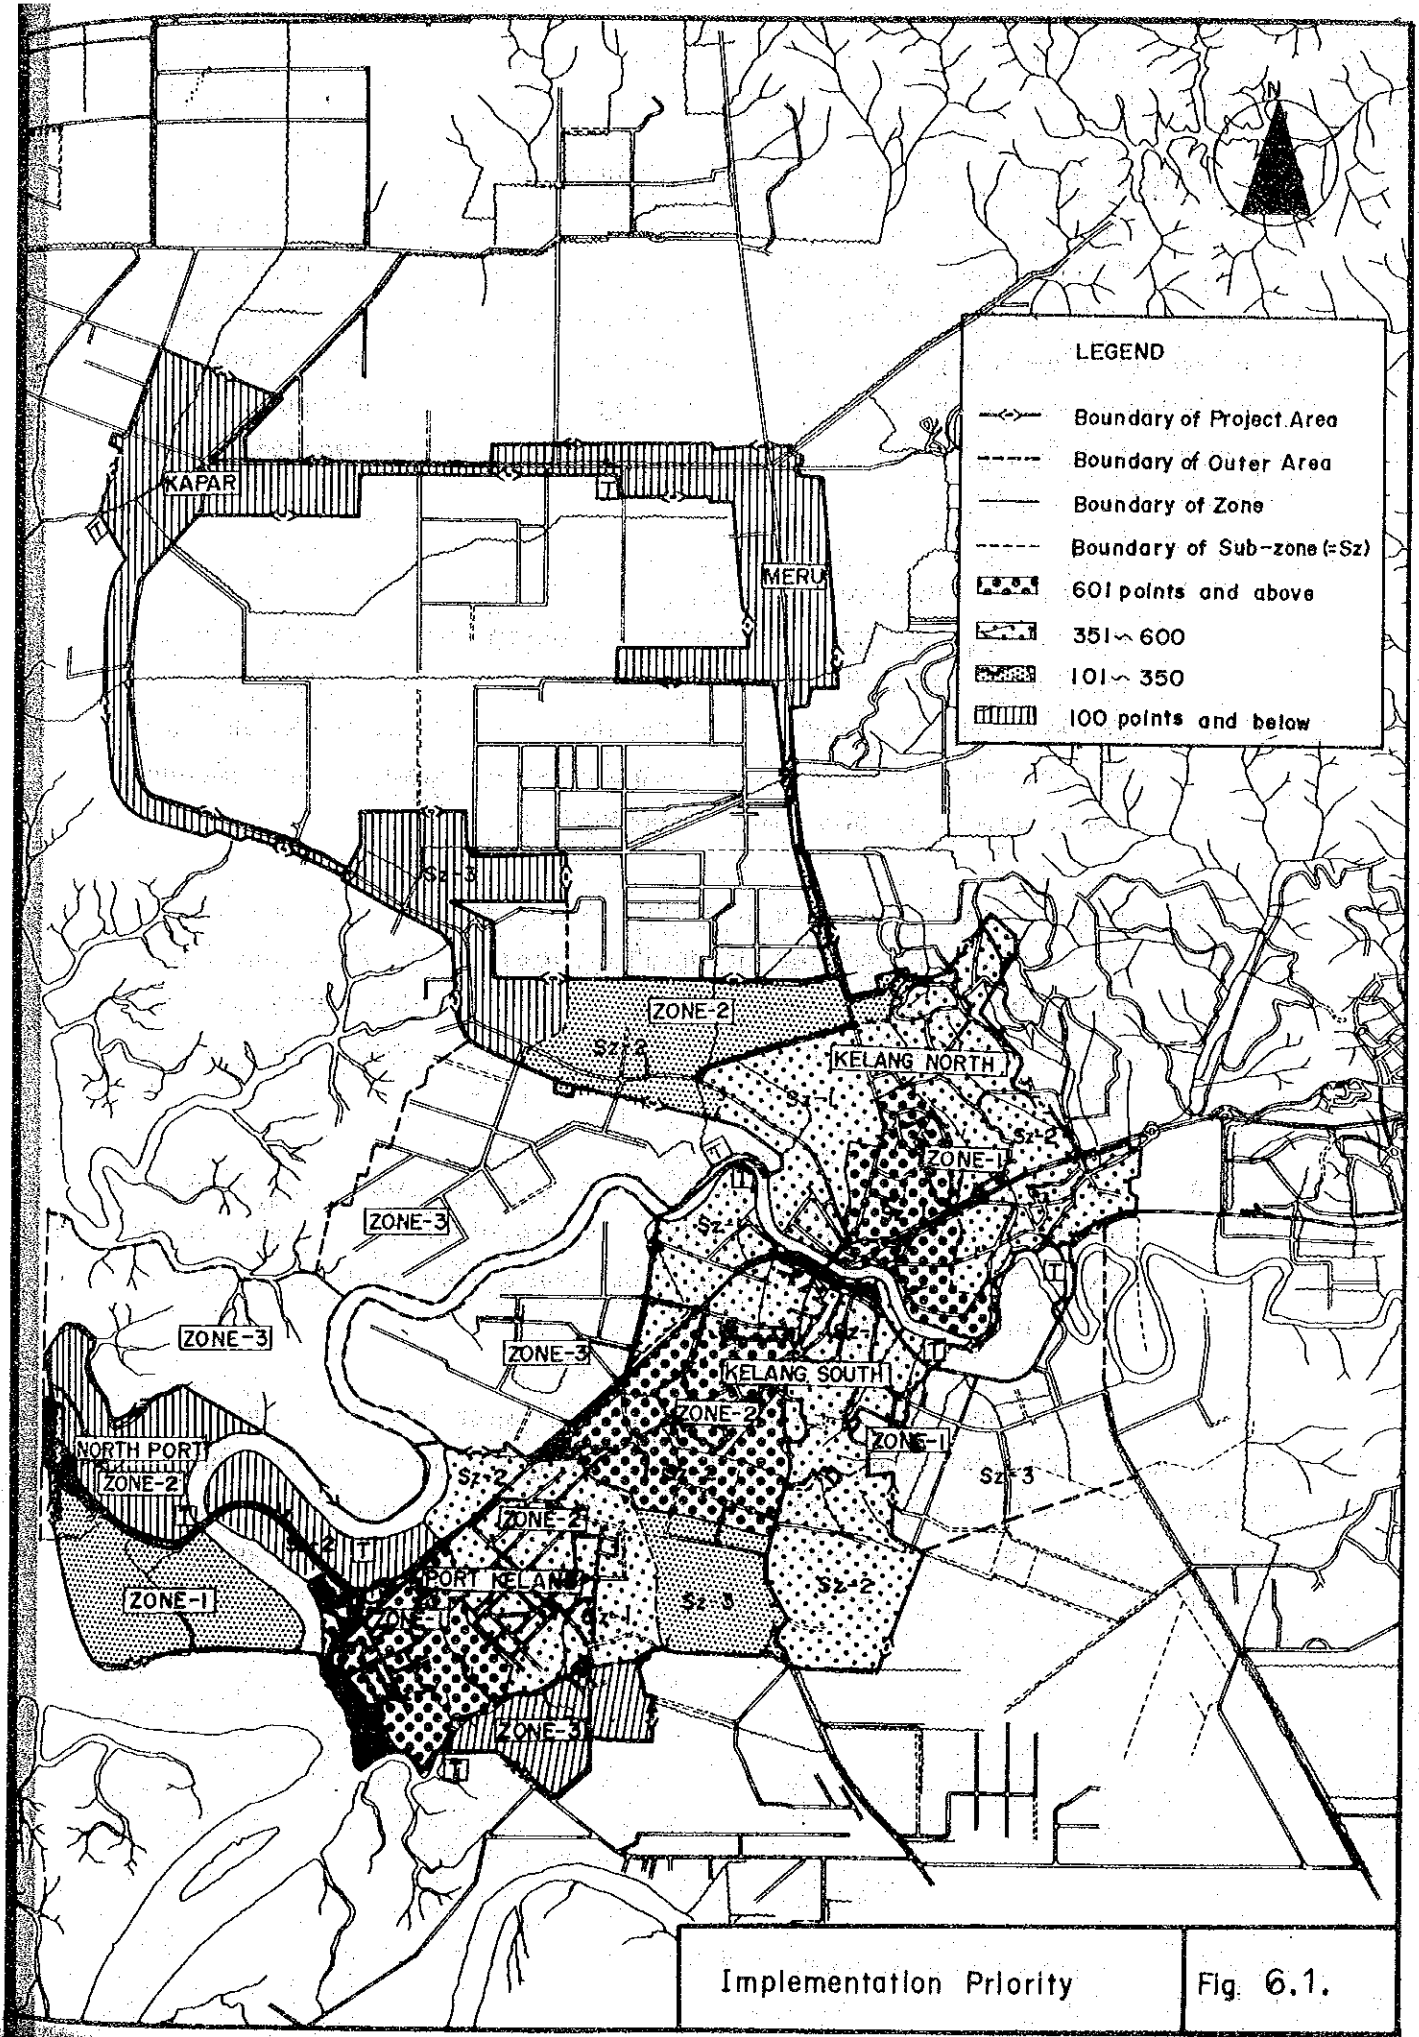 N
LEGEND
Boundary of Project Area
Boundary of Outer Area
Boundary of Zone
Boundary of Sub-zone (=Sz)
601 points and above
351~600
101~350
100 points and below
KAPAR
T
T
MERU
Sz-3
ZONE-2
Sz-2
KELANG NORTH
Sz-1
Sz-2
ZONE-1
T
T
ZONE-3
Sz-1
T
ZONE-3
ZONE-3
T
KELANG SOUTH
ZONE-2
ZONE-1
NORTH PORT
ZONE-2
Sz-2
Sz-3
T
ZONE-2
T
PORT KELANG
ZONE-1
ZONE-1
Sz-1
Sz-3
Sz-2
ZONE-3
T
Implementation Priority
Fig. 6.1.